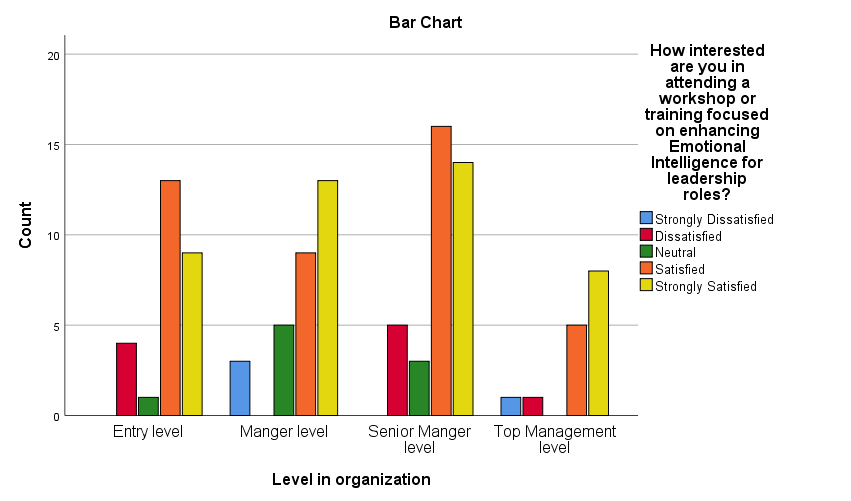 Bar Chart
How interested
are you in
attending a
workshop or
training focused
on enhancing
Emotional
Intelligence for
leadership
roles?
Strongly Dissatisfied
Dissatisfied
Neutral
Satisfied
Strongly Satisfied
Count
20
15
10
5
0
Entry level
Manger level
Senior Manger
level
Top Management
level
Level in organization